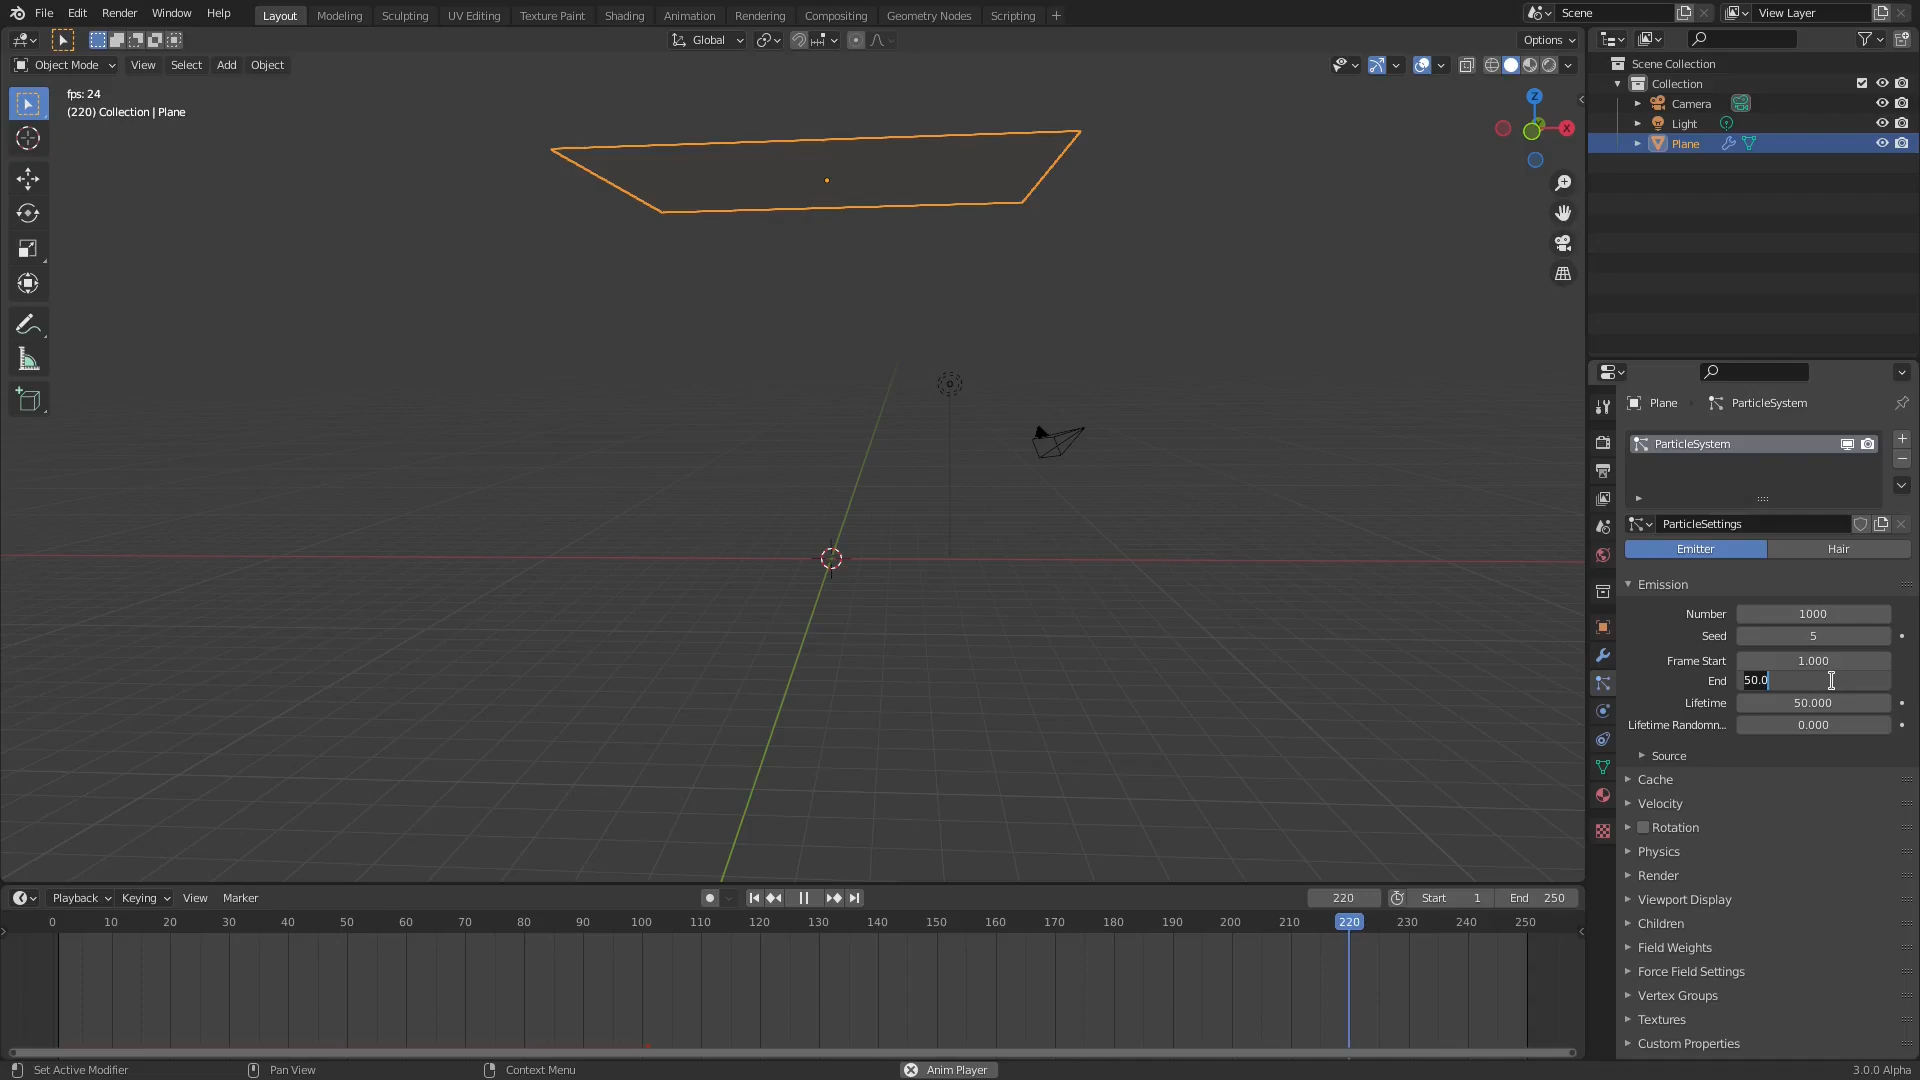 File Edit Render Window Help
Layout Modeling Sculpting UV Editing Texture Paint Shading Animation Rendering Compositing Geometry Nodes Scripting
Scene
View Layer
Global
Options
Object Mode View Select Add Object
fps: 24
(220) Collection | Plane
Z
X
Scene Collection
Collection
Camera
Light
Plane
Plane ParticleSystem
ParticleSystem
ParticleSettings
Emitter Hair
Emission
Number 1000
Seed 5
Frame Start 1.000
End 50.0
Lifetime 50.000
Lifetime Randomn... 0.000
Source
Cache
Velocity
Rotation
Physics
Render
Viewport Display
Children
Field Weights
Force Field Settings
Vertex Groups
Textures
Custom Properties
Playback Keying View Marker
220 Start 1 End 250
0 10 20 30 40 50 60 70 80 90 100 110 120 130 140 150 160 170 180 190 200 210 220 230 240 250
Set Active Modifier Pan View Context Menu Anim Player 3.0.0 Alpha